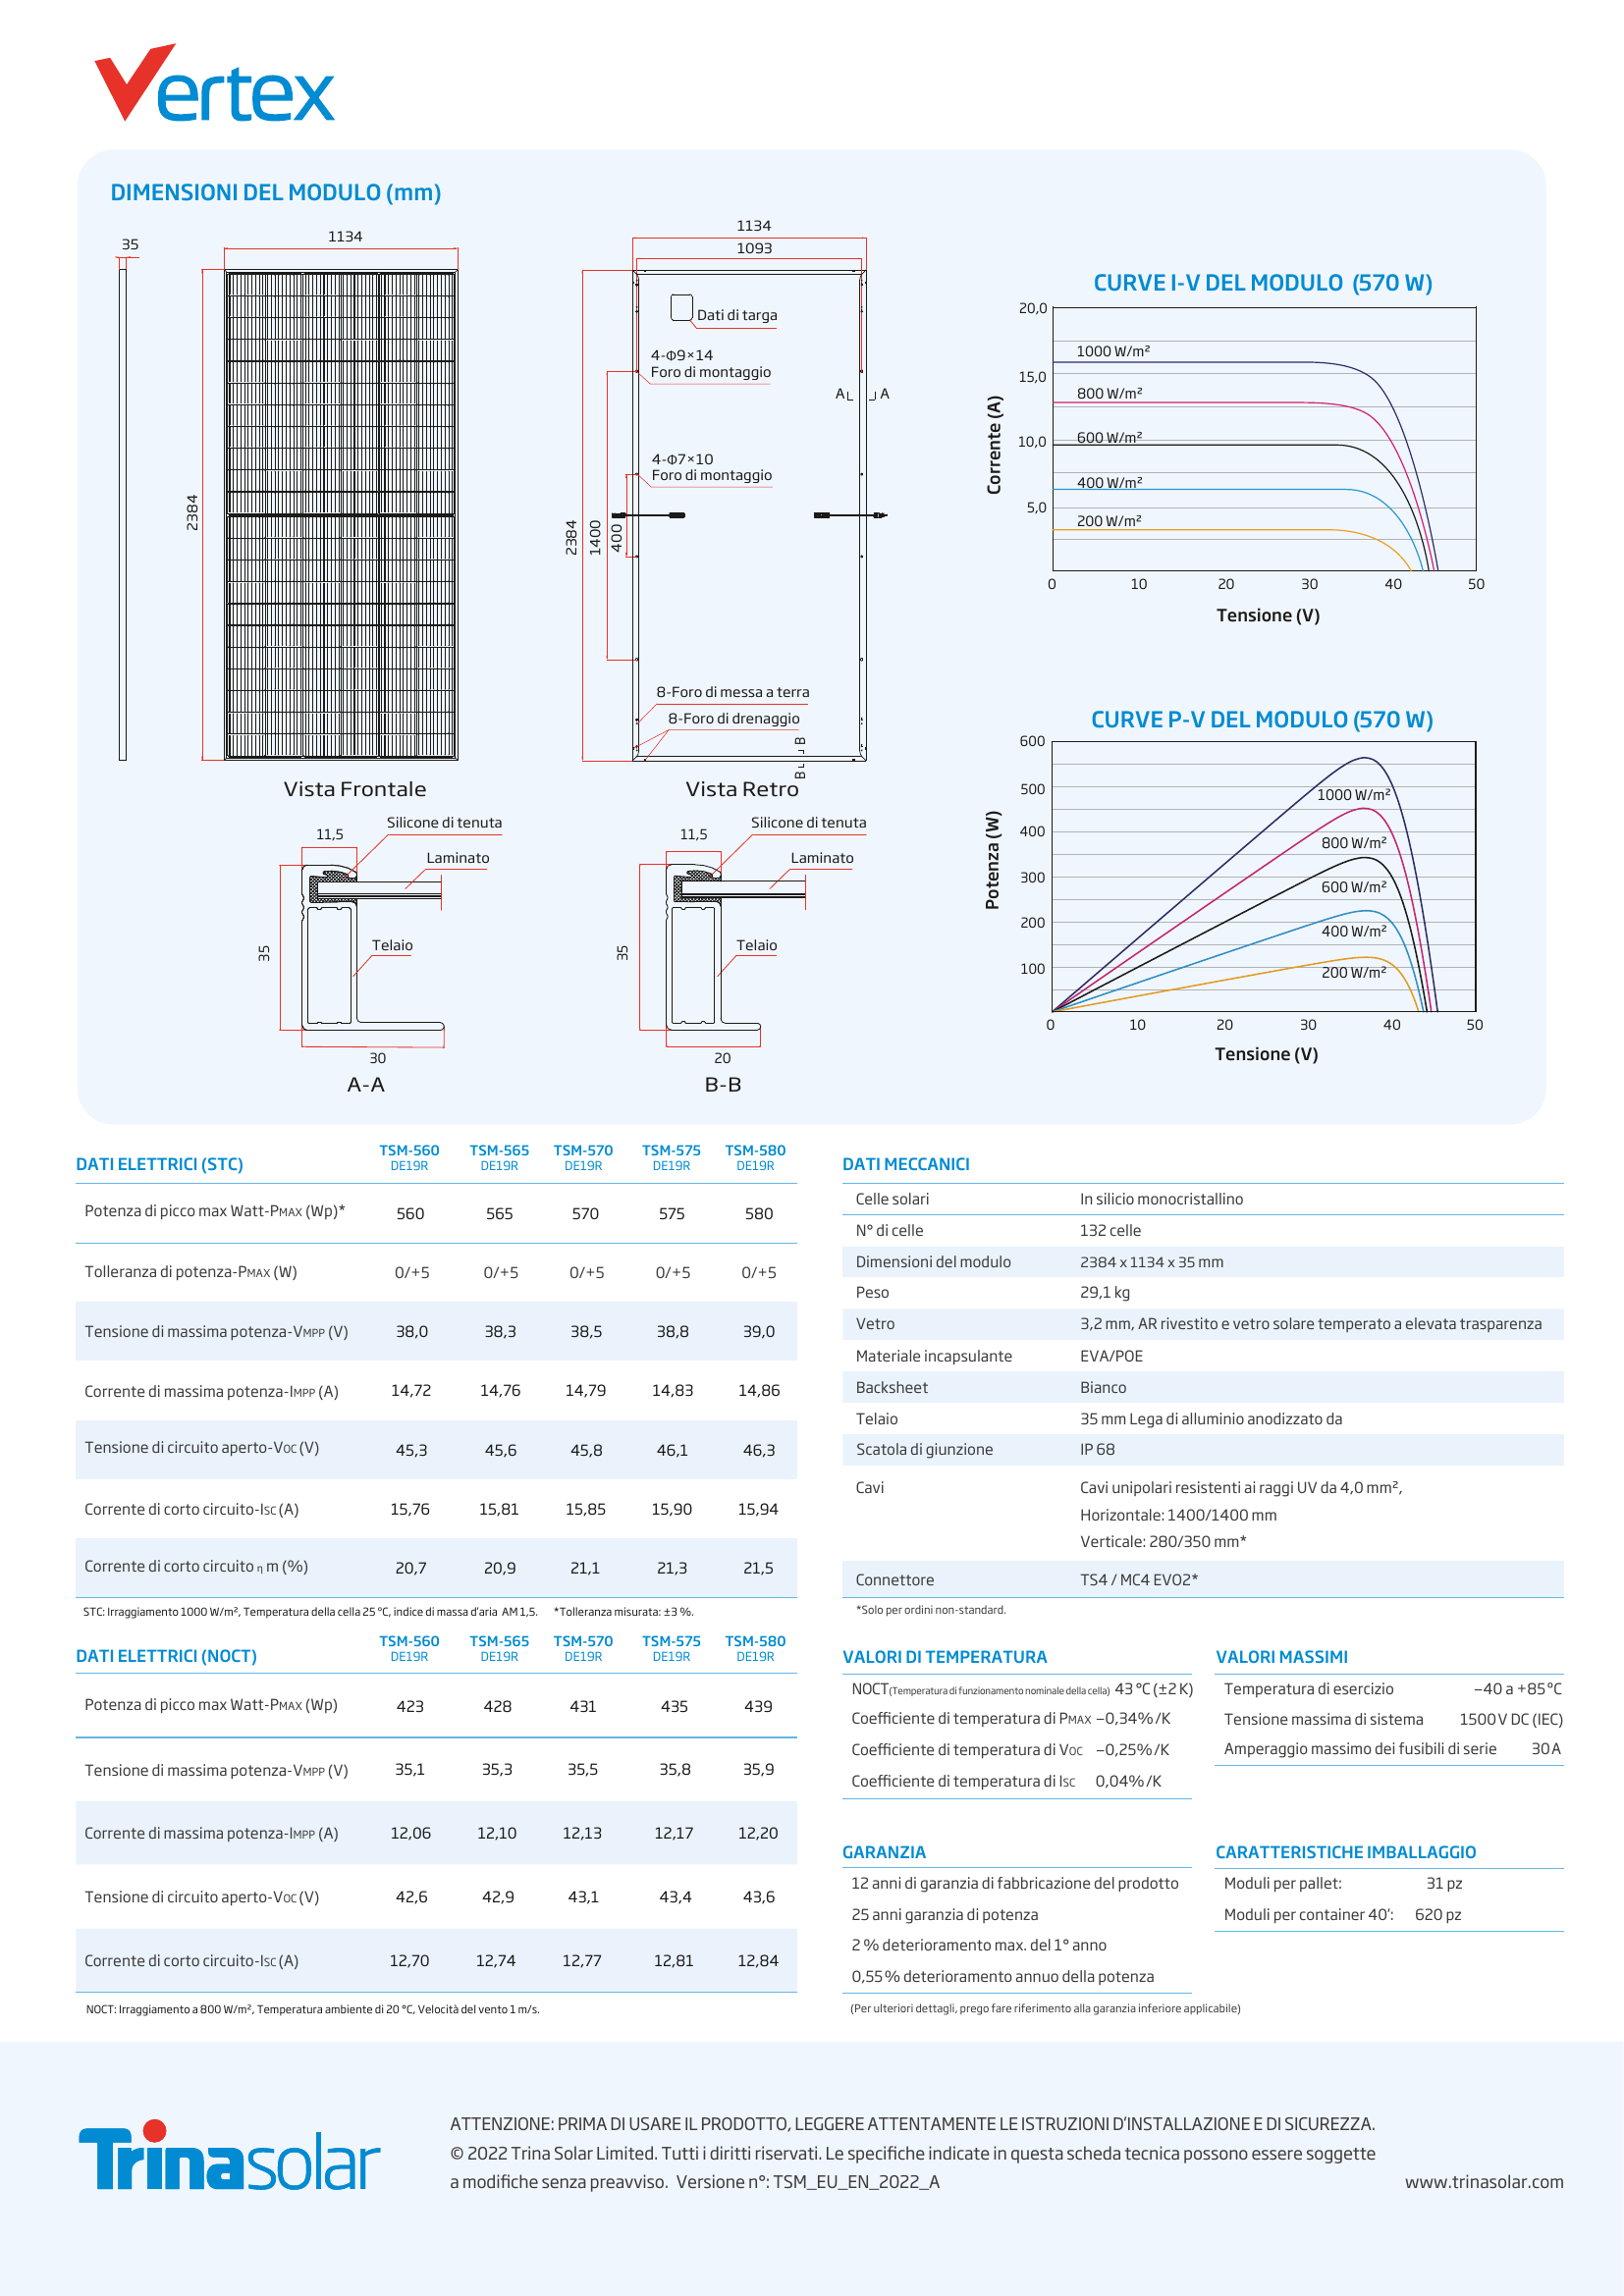 Vertex
DIMENSIONI DEL MODULO (mm)
35
1134
2384
Vista Frontale
1134
1093
Dati di targa
4-Φ9×14
Foro di montaggio
A A
4-Φ7×10
Foro di montaggio
2384
1400
400
8-Foro di messa a terra
8-Foro di drenaggio
B B
Vista Retro
11,5
Silicone di tenuta
Laminato
Telaio
35
30
A-A
11,5
Silicone di tenuta
Laminato
Telaio
35
20
B-B
CURVE I-V DEL MODULO (570 W)
Corrente (A)
20,0
15,0
10,0
5,0
1000 W/m²
800 W/m²
600 W/m²
400 W/m²
200 W/m²
0 10 20 30 40 50
Tensione (V)
CURVE P-V DEL MODULO (570 W)
Potenza (W)
600
500
400
300
200
100
1000 W/m²
800 W/m²
600 W/m²
400 W/m²
200 W/m²
0 10 20 30 40 50
Tensione (V)
DATI ELETTRICI (STC) TSM-560 DE19R TSM-565 DE19R TSM-570 DE19R TSM-575 DE19R TSM-580 DE19R
Potenza di picco max Watt-PMAX (Wp)* 560 565 570 575 580
Tolleranza di potenza-PMAX (W) 0/+5 0/+5 0/+5 0/+5 0/+5
Tensione di massima potenza-VMPP (V) 38,0 38,3 38,5 38,8 39,0
Corrente di massima potenza-IMPP (A) 14,72 14,76 14,79 14,83 14,86
Tensione di circuito aperto-VOC (V) 45,3 45,6 45,8 46,1 46,3
Corrente di corto circuito-ISC (A) 15,76 15,81 15,85 15,90 15,94
Corrente di corto circuito η m (%) 20,7 20,9 21,1 21,3 21,5
STC: Irraggiamento 1000 W/m², Temperatura della cella 25 °C, indice di massa d'aria AM 1,5. *Tolleranza misurata: ±3 %.
DATI ELETTRICI (NOCT) TSM-560 DE19R TSM-565 DE19R TSM-570 DE19R TSM-575 DE19R TSM-580 DE19R
Potenza di picco max Watt-PMAX (Wp) 423 428 431 435 439
Tensione di massima potenza-VMPP (V) 35,1 35,3 35,5 35,8 35,9
Corrente di massima potenza-IMPP (A) 12,06 12,10 12,13 12,17 12,20
Tensione di circuito aperto-VOC (V) 42,6 42,9 43,1 43,4 43,6
Corrente di corto circuito-ISC (A) 12,70 12,74 12,77 12,81 12,84
NOCT: Irraggiamento a 800 W/m², Temperatura ambiente di 20 °C, Velocità del vento 1 m/s.
DATI MECCANICI
Celle solari In silicio monocristallino
N° di celle 132 celle
Dimensioni del modulo 2384 x 1134 x 35 mm
Peso 29,1 kg
Vetro 3,2 mm, AR rivestito e vetro solare temperato a elevata trasparenza
Materiale incapsulante EVA/POE
Backsheet Bianco
Telaio 35 mm Lega di alluminio anodizzato da
Scatola di giunzione IP 68
Cavi Cavi unipolari resistenti ai raggi UV da 4,0 mm²,
Horizontale: 1400/1400 mm
Verticale: 280/350 mm*
Connettore TS4 / MC4 EVO2*
*Solo per ordini non-standard.
VALORI DI TEMPERATURA
NOCT(Temperatura di funzionamento nominale della cella) 43 °C (±2 K)
Coefficiente di temperatura di PMAX −0,34%/K
Coefficiente di temperatura di VOC −0,25%/K
Coefficiente di temperatura di ISC 0,04%/K
VALORI MASSIMI
Temperatura di esercizio −40 a +85°C
Tensione massima di sistema 1500 V DC (IEC)
Amperaggio massimo dei fusibili di serie 30 A
GARANZIA
12 anni di garanzia di fabbricazione del prodotto
25 anni garanzia di potenza
2 % deterioramento max. del 1° anno
0,55 % deterioramento annuo della potenza
(Per ulteriori dettagli, prego fare riferimento alla garanzia inferiore applicabile)
CARATTERISTICHE IMBALLAGGIO
Moduli per pallet: 31 pz
Moduli per container 40': 620 pz
Trinasolar
ATTENZIONE: PRIMA DI USARE IL PRODOTTO, LEGGERE ATTENTAMENTE LE ISTRUZIONI D'INSTALLAZIONE E DI SICUREZZA.
© 2022 Trina Solar Limited. Tutti i diritti riservati. Le specifiche indicate in questa scheda tecnica possono essere soggette
a modifiche senza preavviso. Versione n°: TSM_EU_EN_2022_A
www.trinasolar.com